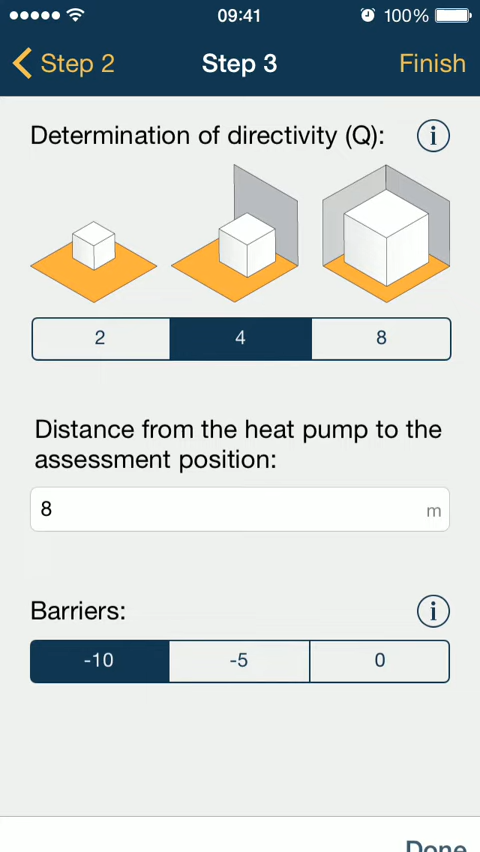 09:41
100%
Step 2
Step 3
Finish
Determination of directivity (Q):
i
2
4
8
Distance from the heat pump to the
assessment position:
8
m
Barriers:
i
-10
-5
0
Done